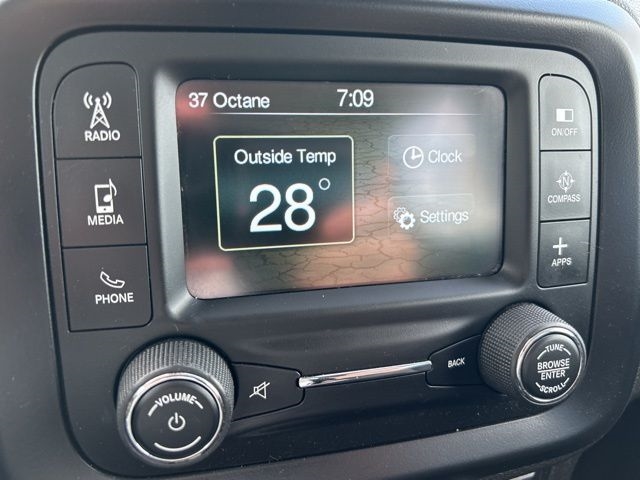 37 Octane 7:09
Outside Temp
28°
Clock
Settings
RADIO
MEDIA
PHONE
ON/OFF
N
COMPASS
+
APPS
VOLUME
BACK
TUNE
BROWSE
ENTER
SCROLL